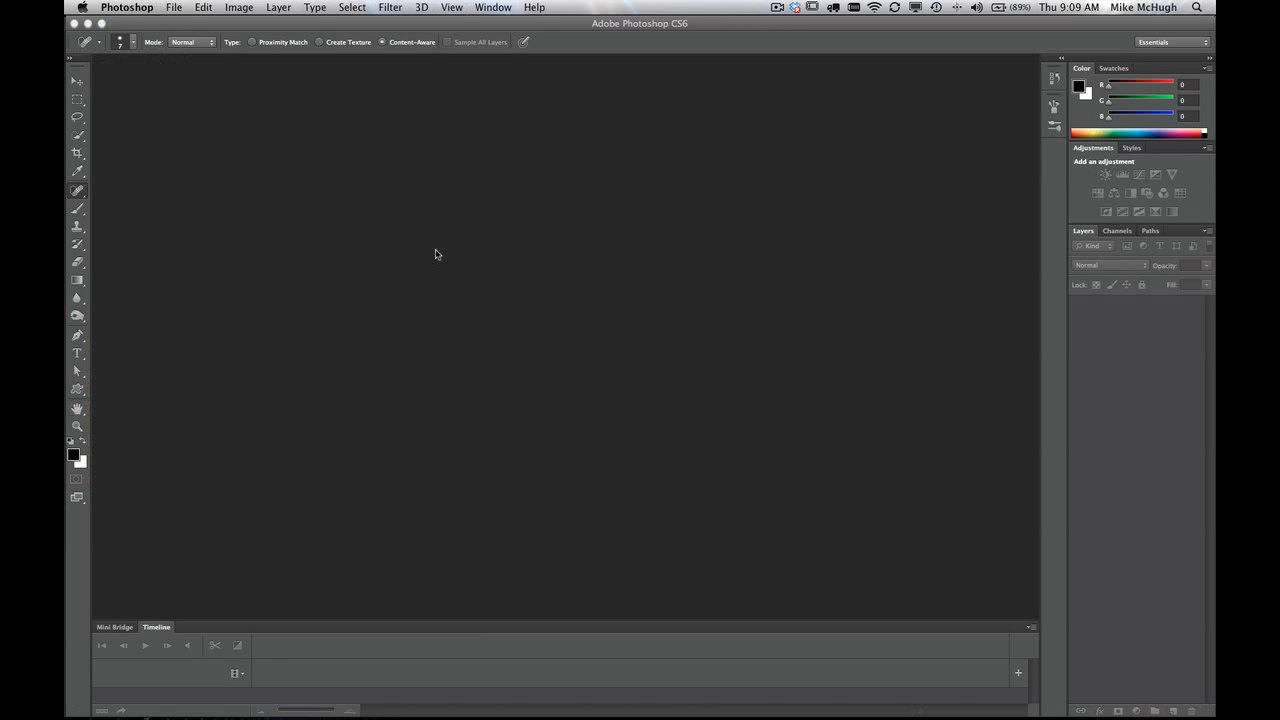 Photoshop File Edit Image Layer Type Select Filter 3D View Window Help (89%) Thu 9:09 AM Mike McHugh
Adobe Photoshop CS6
7 Mode: Normal Type: Proximity Match Create Texture Content-Aware Sample All Layers Essentials
Color Swatches
R 0
G 0
B 0
Adjustments Styles
Add an adjustment
Layers Channels Paths
Kind
Normal Opacity:
Lock: Fill:
Mini Bridge Timeline